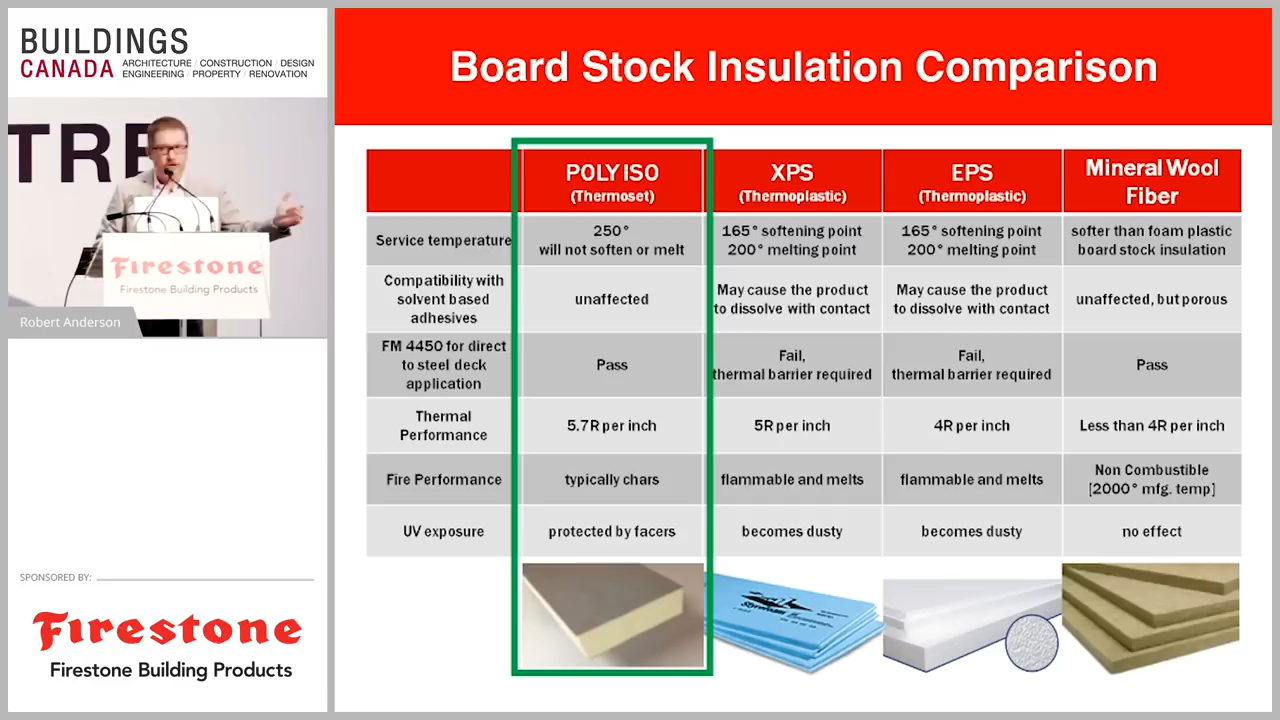 BUILDINGS
CANADA
ARCHITECTURE / CONSTRUCTION / DESIGN
ENGINEERING / PROPERTY / RENOVATION
TRE
Firestone
Firestone Building Products
Robert Anderson
SPONSORED BY:
Firestone
Firestone Building Products
Board Stock Insulation Comparison
POLY ISO
(Thermoset)
XPS
(Thermoplastic)
EPS
(Thermoplastic)
Mineral Wool
Fiber
Service temperature
250°
will not soften or melt
165° softening point
200° melting point
165° softening point
200° melting point
softer than foam plastic
board stock insulation
Compatibility with
solvent based
adhesives
unaffected
May cause the product
to dissolve with contact
May cause the product
to dissolve with contact
unaffected, but porous
FM 4450 for direct
to steel deck
application
Pass
Fail,
thermal barrier required
Fail,
thermal barrier required
Pass
Thermal
Performance
5.7R per inch
5R per inch
4R per inch
Less than 4R per inch
Fire Performance
typically chars
flammable and melts
flammable and melts
Non Combustible
[2000° mfg. temp]
UV exposure
protected by facers
becomes dusty
becomes dusty
no effect
Styrofoam